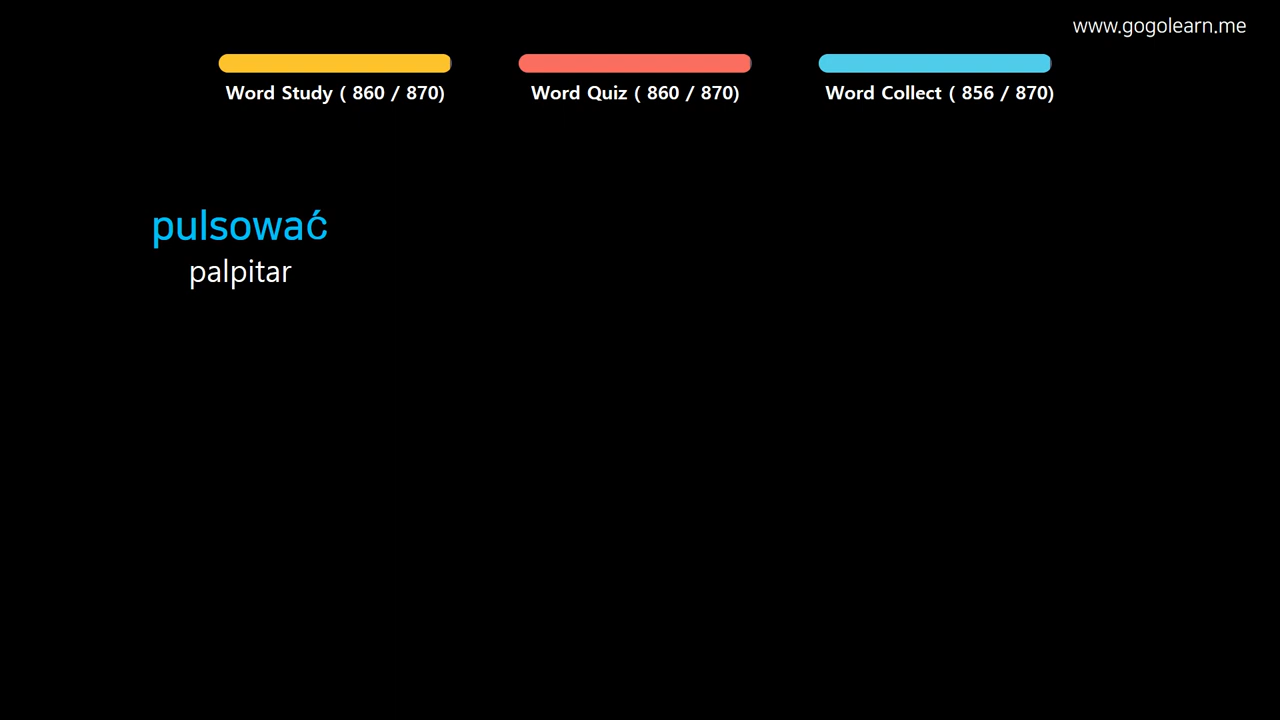 www.gogolearn.me
Word Study ( 860 / 870)
Word Quiz ( 860 / 870)
Word Collect ( 856 / 870)
pulsować
palpitar